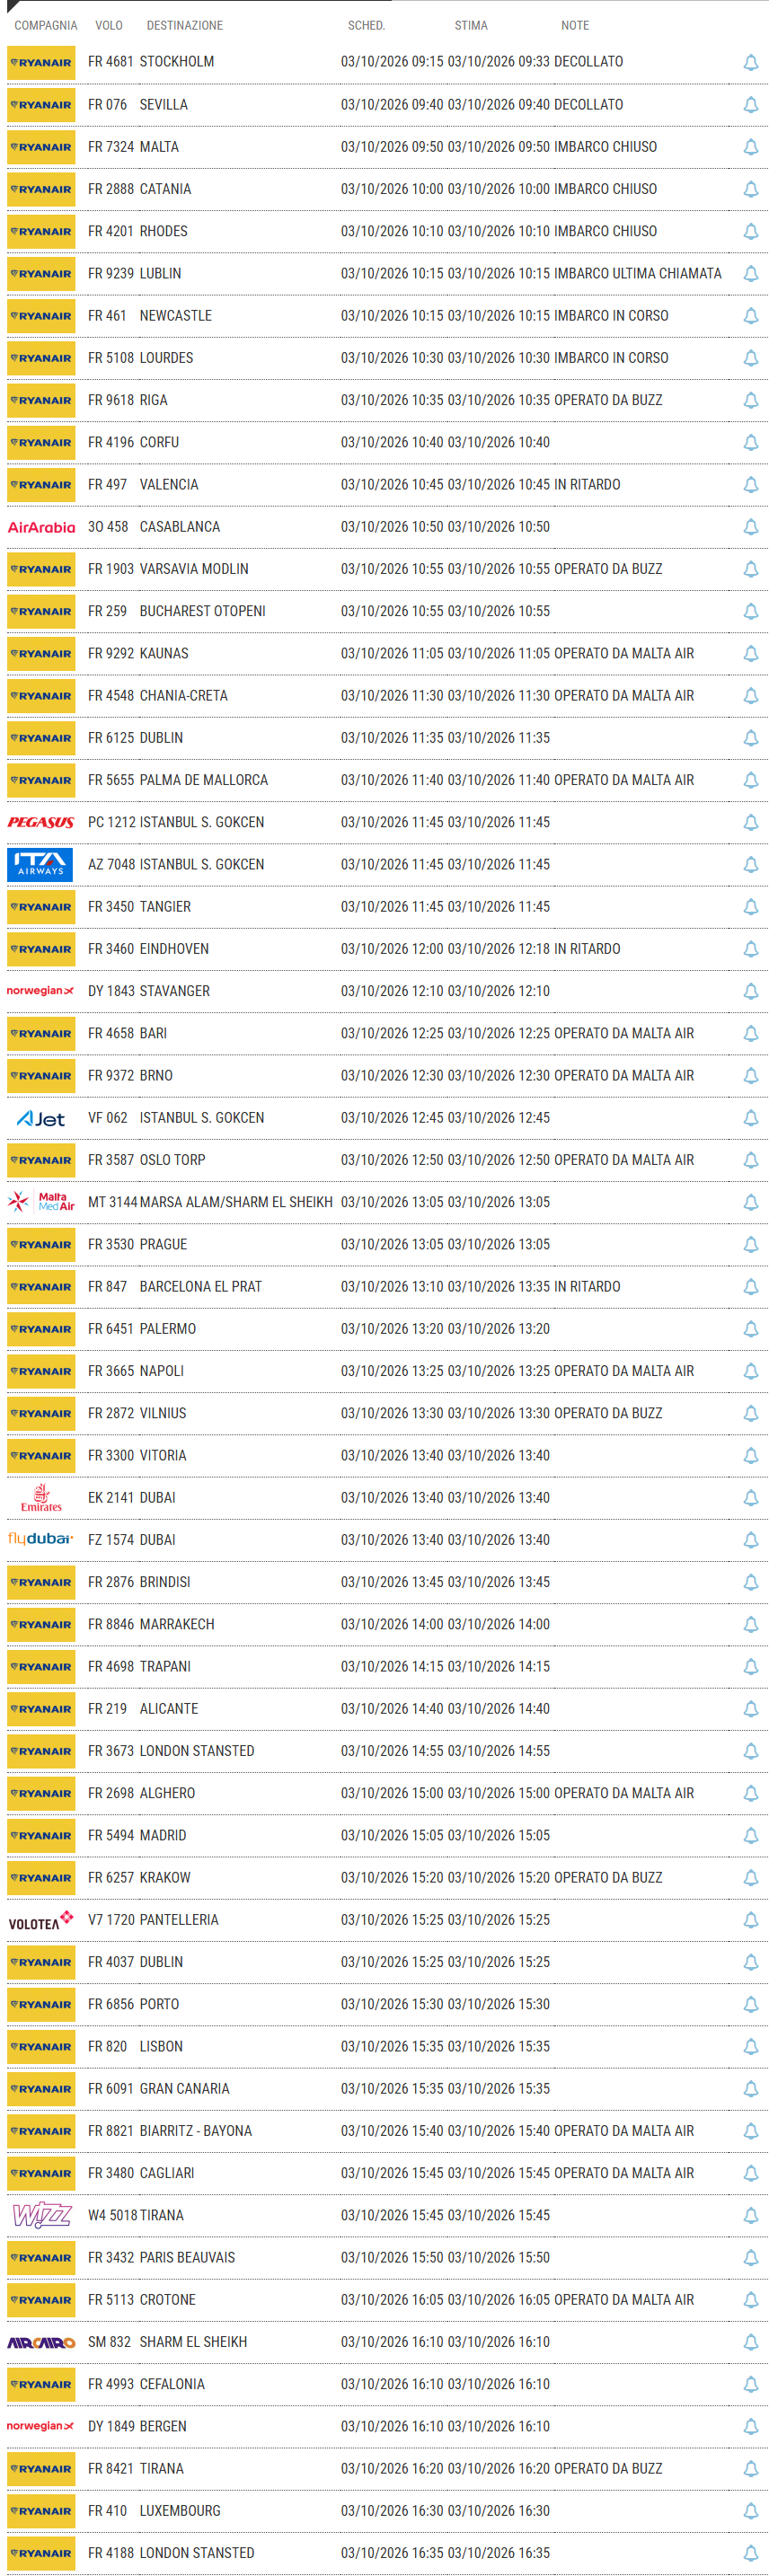 COMPAGNIA VOLO DESTINAZIONE SCHED. STIMA NOTE
RYANAIR FR 4681 STOCKHOLM 03/10/2026 09:15 03/10/2026 09:33 DECOLLATO
RYANAIR FR 076 SEVILLA 03/10/2026 09:40 03/10/2026 09:40 DECOLLATO
RYANAIR FR 7324 MALTA 03/10/2026 09:50 03/10/2026 09:50 IMBARCO CHIUSO
RYANAIR FR 2888 CATANIA 03/10/2026 10:00 03/10/2026 10:00 IMBARCO CHIUSO
RYANAIR FR 4201 RHODES 03/10/2026 10:10 03/10/2026 10:10 IMBARCO CHIUSO
RYANAIR FR 9239 LUBLIN 03/10/2026 10:15 03/10/2026 10:15 IMBARCO ULTIMA CHIAMATA
RYANAIR FR 461 NEWCASTLE 03/10/2026 10:15 03/10/2026 10:15 IMBARCO IN CORSO
RYANAIR FR 5108 LOURDES 03/10/2026 10:30 03/10/2026 10:30 IMBARCO IN CORSO
RYANAIR FR 9618 RIGA 03/10/2026 10:35 03/10/2026 10:35 OPERATO DA BUZZ
RYANAIR FR 4196 CORFU 03/10/2026 10:40 03/10/2026 10:40
RYANAIR FR 497 VALENCIA 03/10/2026 10:45 03/10/2026 10:45 IN RITARDO
AirArabia 3O 458 CASABLANCA 03/10/2026 10:50 03/10/2026 10:50
RYANAIR FR 1903 VARSAVIA MODLIN 03/10/2026 10:55 03/10/2026 10:55 OPERATO DA BUZZ
RYANAIR FR 259 BUCHAREST OTOPENI 03/10/2026 10:55 03/10/2026 10:55
RYANAIR FR 9292 KAUNAS 03/10/2026 11:05 03/10/2026 11:05 OPERATO DA MALTA AIR
RYANAIR FR 4548 CHANIA-CRETA 03/10/2026 11:30 03/10/2026 11:30 OPERATO DA MALTA AIR
RYANAIR FR 6125 DUBLIN 03/10/2026 11:35 03/10/2026 11:35
RYANAIR FR 5655 PALMA DE MALLORCA 03/10/2026 11:40 03/10/2026 11:40 OPERATO DA MALTA AIR
PEGASUS PC 1212 ISTANBUL S. GOKCEN 03/10/2026 11:45 03/10/2026 11:45
ITA AIRWAYS AZ 7048 ISTANBUL S. GOKCEN 03/10/2026 11:45 03/10/2026 11:45
RYANAIR FR 3450 TANGIER 03/10/2026 11:45 03/10/2026 11:45
RYANAIR FR 3460 EINDHOVEN 03/10/2026 12:00 03/10/2026 12:18 IN RITARDO
norwegian DY 1843 STAVANGER 03/10/2026 12:10 03/10/2026 12:10
RYANAIR FR 4658 BARI 03/10/2026 12:25 03/10/2026 12:25 OPERATO DA MALTA AIR
RYANAIR FR 9372 BRNO 03/10/2026 12:30 03/10/2026 12:30 OPERATO DA MALTA AIR
AJet VF 062 ISTANBUL S. GOKCEN 03/10/2026 12:45 03/10/2026 12:45
RYANAIR FR 3587 OSLO TORP 03/10/2026 12:50 03/10/2026 12:50 OPERATO DA MALTA AIR
Malta MedAir MT 3144 MARSA ALAM/SHARM EL SHEIKH 03/10/2026 13:05 03/10/2026 13:05
RYANAIR FR 3530 PRAGUE 03/10/2026 13:05 03/10/2026 13:05
RYANAIR FR 847 BARCELONA EL PRAT 03/10/2026 13:10 03/10/2026 13:35 IN RITARDO
RYANAIR FR 6451 PALERMO 03/10/2026 13:20 03/10/2026 13:20
RYANAIR FR 3665 NAPOLI 03/10/2026 13:25 03/10/2026 13:25 OPERATO DA MALTA AIR
RYANAIR FR 2872 VILNIUS 03/10/2026 13:30 03/10/2026 13:30 OPERATO DA BUZZ
RYANAIR FR 3300 VITORIA 03/10/2026 13:40 03/10/2026 13:40
Emirates EK 2141 DUBAI 03/10/2026 13:40 03/10/2026 13:40
flydubai FZ 1574 DUBAI 03/10/2026 13:40 03/10/2026 13:40
RYANAIR FR 2876 BRINDISI 03/10/2026 13:45 03/10/2026 13:45
RYANAIR FR 8846 MARRAKECH 03/10/2026 14:00 03/10/2026 14:00
RYANAIR FR 4698 TRAPANI 03/10/2026 14:15 03/10/2026 14:15
RYANAIR FR 219 ALICANTE 03/10/2026 14:40 03/10/2026 14:40
RYANAIR FR 3673 LONDON STANSTED 03/10/2026 14:55 03/10/2026 14:55
RYANAIR FR 2698 ALGHERO 03/10/2026 15:00 03/10/2026 15:00 OPERATO DA MALTA AIR
RYANAIR FR 5494 MADRID 03/10/2026 15:05 03/10/2026 15:05
RYANAIR FR 6257 KRAKOW 03/10/2026 15:20 03/10/2026 15:20 OPERATO DA BUZZ
VOLOTEA V7 1720 PANTELLERIA 03/10/2026 15:25 03/10/2026 15:25
RYANAIR FR 4037 DUBLIN 03/10/2026 15:25 03/10/2026 15:25
RYANAIR FR 6856 PORTO 03/10/2026 15:30 03/10/2026 15:30
RYANAIR FR 820 LISBON 03/10/2026 15:35 03/10/2026 15:35
RYANAIR FR 6091 GRAN CANARIA 03/10/2026 15:35 03/10/2026 15:35
RYANAIR FR 8821 BIARRITZ - BAYONA 03/10/2026 15:40 03/10/2026 15:40 OPERATO DA MALTA AIR
RYANAIR FR 3480 CAGLIARI 03/10/2026 15:45 03/10/2026 15:45 OPERATO DA MALTA AIR
WIZZ W4 5018 TIRANA 03/10/2026 15:45 03/10/2026 15:45
RYANAIR FR 3432 PARIS BEAUVAIS 03/10/2026 15:50 03/10/2026 15:50
RYANAIR FR 5113 CROTONE 03/10/2026 16:05 03/10/2026 16:05 OPERATO DA MALTA AIR
AIRCAIRO SM 832 SHARM EL SHEIKH 03/10/2026 16:10 03/10/2026 16:10
RYANAIR FR 4993 CEFALONIA 03/10/2026 16:10 03/10/2026 16:10
norwegian DY 1849 BERGEN 03/10/2026 16:10 03/10/2026 16:10
RYANAIR FR 8421 TIRANA 03/10/2026 16:20 03/10/2026 16:20 OPERATO DA BUZZ
RYANAIR FR 410 LUXEMBOURG 03/10/2026 16:30 03/10/2026 16:30
RYANAIR FR 4188 LONDON STANSTED 03/10/2026 16:35 03/10/2026 16:35